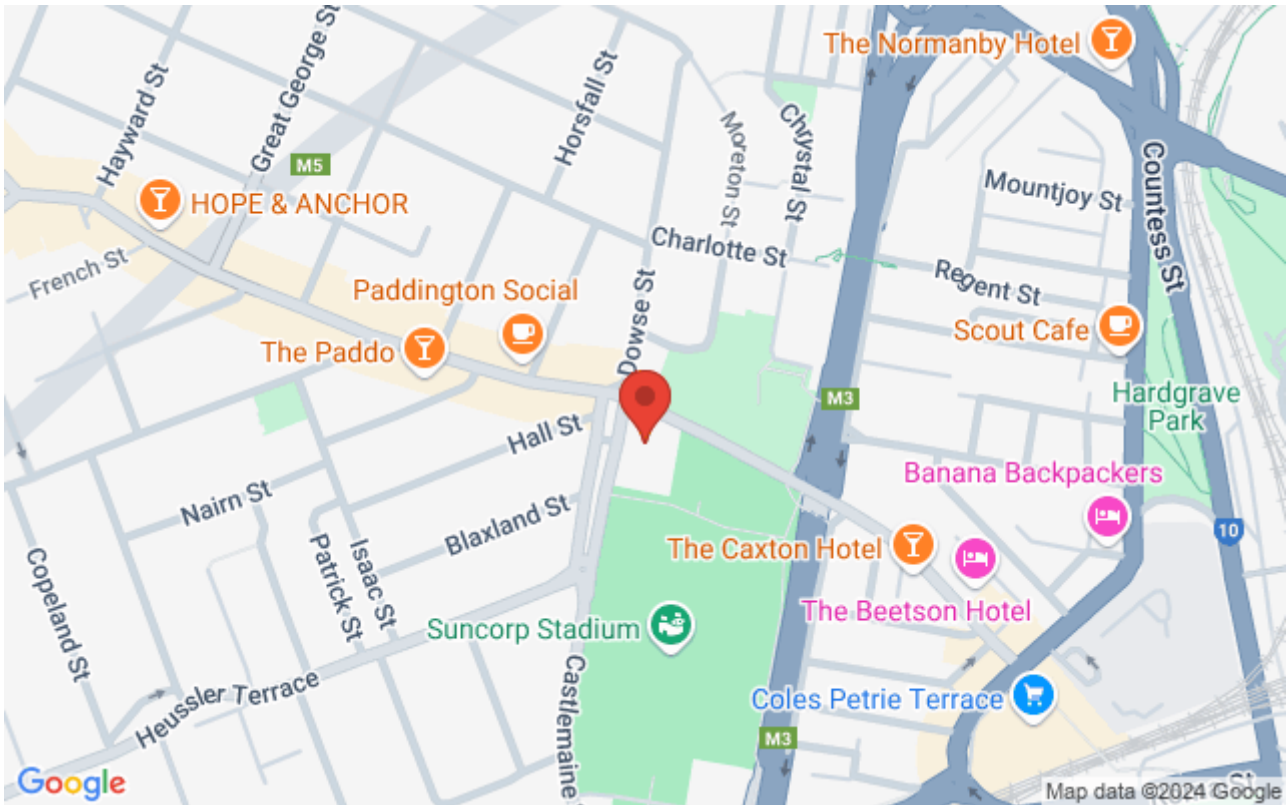 Hayward St
Great George St
M5
HOPE & ANCHOR
French St
Horsfall St
Moreton St
Chrystal St
The Normanby Hotel
Mountjoy St
Countess St
Charlotte St
Regent St
Paddington Social
Dowse St
The Paddo
Scout Cafe
M3
Hardgrave
Park
Hall St
Nairn St
Blaxland St
Banana Backpackers
10
The Caxton Hotel
The Beetson Hotel
Copeland St
Patrick St
Isaac St
Suncorp Stadium
Castlemaine
Heussler Terrace
Coles Petrie Terrace
M3
Google
St
Map data ©2024 Google